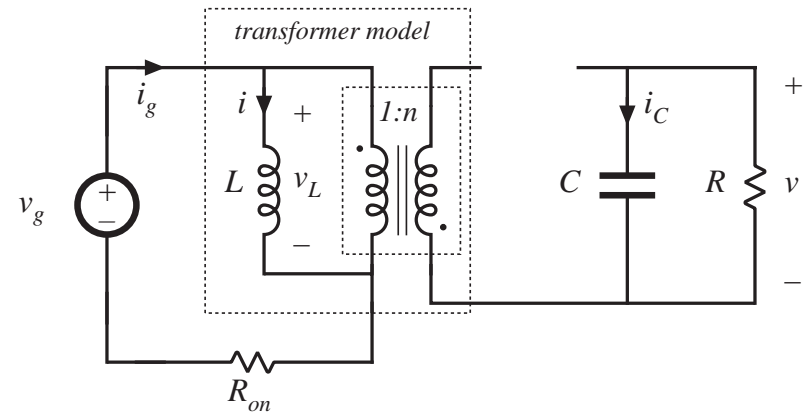 transformer model
i_g
i
+
1:n
i_C
+
v_g
+
−
L
v_L
C
R
v
−
−
R_on